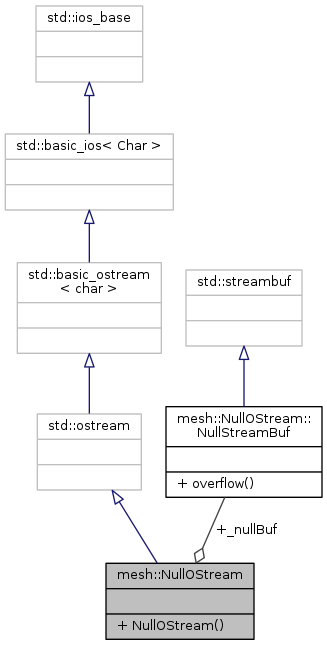 std::ios_base
std::basic_ios< Char >
std::basic_ostream
< char >
std::streambuf
std::ostream
mesh::NullOStream::
NullStreamBuf
+ overflow()
+_nullBuf
mesh::NullOStream
+ NullOStream()